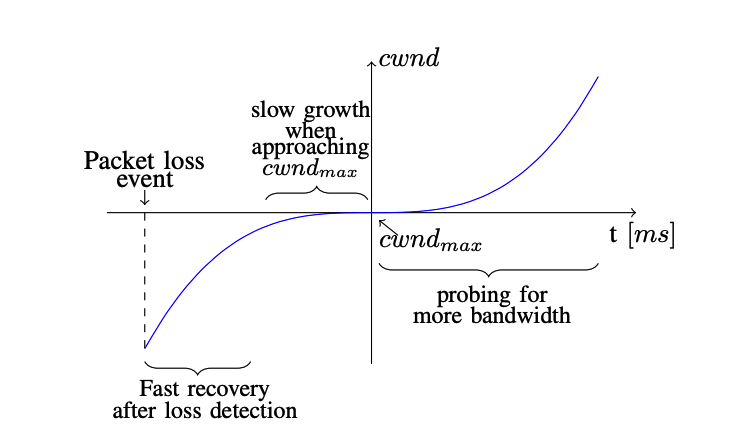 cwnd
slow growth
when
approaching
cwnd_max
Packet loss
event
t [ms]
cwnd_max
probing for
more bandwidth
Fast recovery
after loss detection